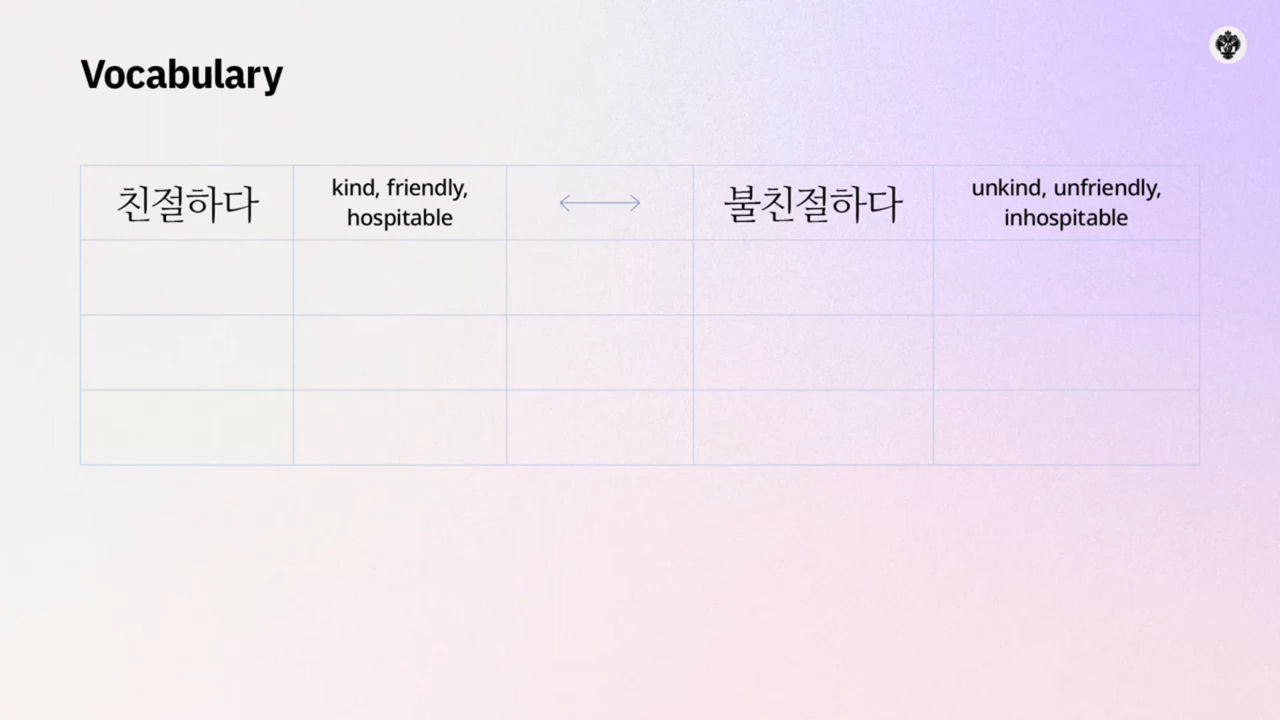 Vocabulary
친절하다
kind, friendly,
hospitable
불친절하다
unkind, unfriendly,
inhospitable